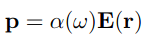 p = α(ω)E(r)